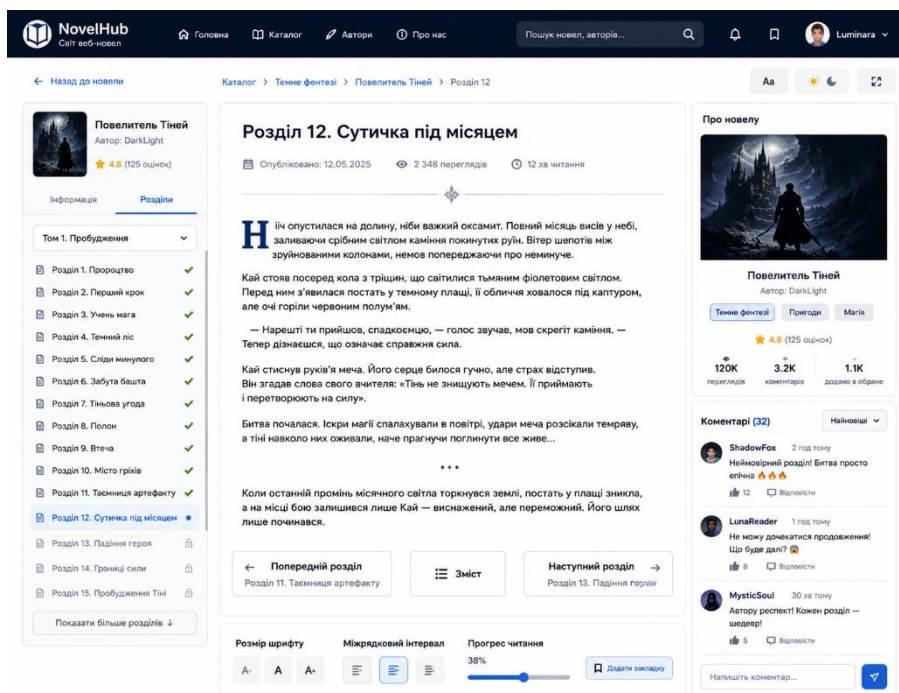 NovelHub
Світ веб-новел
Головна
Каталог
Автори
Про нас
Пошук новел, авторів...
Luminara
Назад до новели
Каталог > Темне фентезі > Повелитель Тіней > Розділ 12
Aa
Повелитель Тіней
Автор: DarkLight
4.8 (125 оцінок)
Інформація
Розділи
Том 1. Пробудження
Розділ 1. Пророцтво
Розділ 2. Перший крок
Розділ 3. Учень мага
Розділ 4. Темний ліс
Розділ 5. Сліди минулого
Розділ 6. Забута башта
Розділ 7. Тіньова угода
Розділ 8. Полон
Розділ 9. Втеча
Розділ 10. Місто гріхів
Розділ 11. Таємниця артефакту
Розділ 12. Сутичка під місяцем
Розділ 13. Падіння героя
Розділ 14. Границі сили
Розділ 15. Пробудження Тіні
Показати більше розділів ↓
Розділ 12. Сутичка під місяцем
Опубліковано: 12.05.2025
2 348 переглядів
12 хв читання
Н іїч опустилася на долину, ніби важкий оксамит. Повний місяць висів у небі,
заливаючи срібним світлом каміння покинутих руїн. Вітер шепотів між
зруйнованими колонами, немов попереджаючи про неминуче.
Кай стояв посеред кола з тріщин, що світилися тьмяним фіолетовим світлом.
Перед ним з’явилася постать у темному плащі, її обличчя ховалося під каптуром,
але очі горіли червоним полум’ям.
— Нарешті ти прийшов, спадкоємцю, — голос звучав, мов скрегіт каміння. —
Тепер дізнаєшся, що означає справжня сила.
Кай стиснув руків’я меча. Його серце билося гучно, але страх відступив.
Він згадав слова свого вчителя: «Тінь не знищують мечем. Її приймають
і перетворюють на силу».
Битва почалася. Іскри магії спалахували в повітрі, удари меча розсікали темряву,
а тіні навколо них оживали, наче прагнучи поглинути все живе...
* * *
Коли останній промінь місячного світла торкнувся землі, постать у плащі зникла,
а на місці бою залишився лише Кай — виснажений, але переможний. Його шлях
лише починався.
← Попередній розділ
Розділ 11. Таємниця артефакту
Зміст
Наступний розділ →
Розділ 13. Падіння героя
Розмір шрифту
A- A A+
Міжрядковий інтервал
Прогрес читання
38%
Додати закладку
Про новелу
Повелитель Тіней
Автор: DarkLight
Темне фентезі
Пригоди
Магія
4.8 (125 оцінок)
120K
переглядів
3.2K
коментарів
1.1K
додано в обране
Коментарі (32)
Найновіші
ShadowFox 2 год тому
Неймовірний розділ! Битва просто
епічна 🔥🔥🔥
12 Відповісти
LunaReader 1 год тому
Не можу дочекатися продовження!
Що буде далі? 😱
8 Відповісти
MysticSoul 30 хв тому
Автору респект! Кожен розділ —
шедевр!
5 Відповісти
Напишіть коментар...